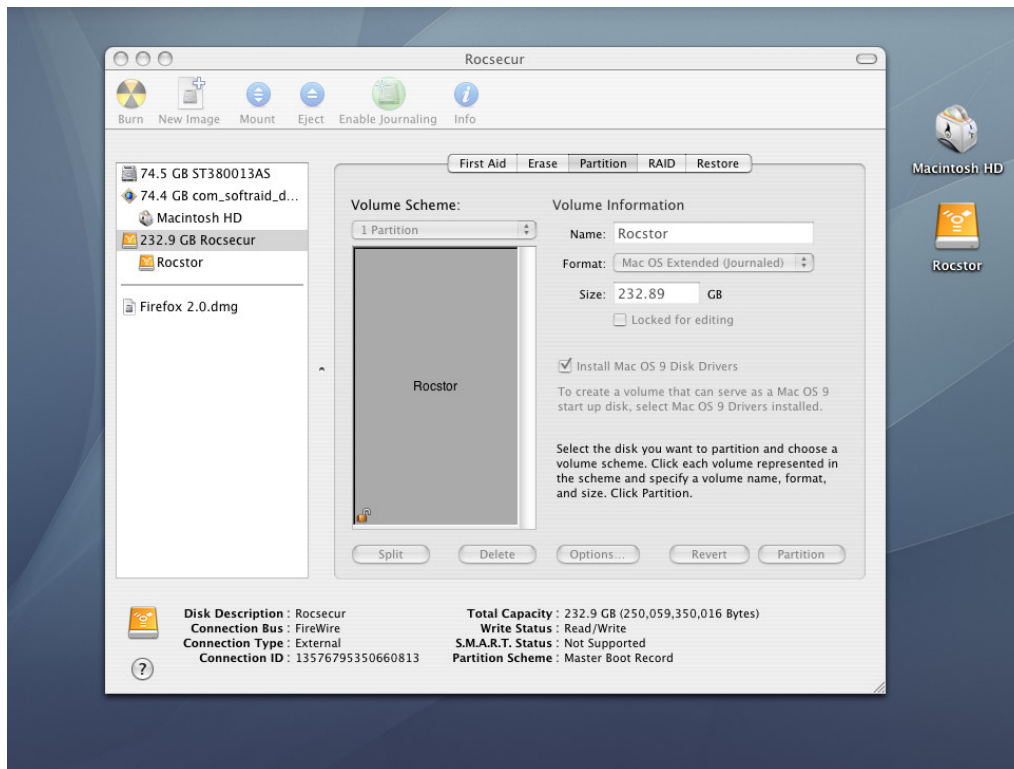 Rocsecur
Burn New Image Mount Eject Enable Journaling Info
First Aid Erase Partition RAID Restore
74.5 GB ST380013AS
74.4 GB com_softraid_d...
Macintosh HD
232.9 GB Rocsecur
Rocstor
Firefox 2.0.dmg
Volume Scheme:
1 Partition
Rocstor
Volume Information
Name: Rocstor
Format: Mac OS Extended (Journaled)
Size: 232.89 GB
Locked for editing
Install Mac OS 9 Disk Drivers
To create a volume that can serve as a Mac OS 9
start up disk, select Mac OS 9 Drivers installed.
Select the disk you want to partition and choose a
volume scheme. Click each volume represented in
the scheme and specify a volume name, format,
and size. Click Partition.
Split Delete Options... Revert Partition
Disk Description : Rocsecur
Connection Bus : FireWire
Connection Type : External
Connection ID : 13576795350660813
Total Capacity : 232.9 GB (250,059,350,016 Bytes)
Write Status : Read/Write
S.M.A.R.T. Status : Not Supported
Partition Scheme : Master Boot Record
?
Macintosh HD
Rocstor